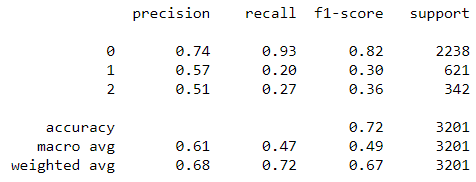 precision recall f1-score support
0 0.74 0.93 0.82 2238
1 0.57 0.20 0.30 621
2 0.51 0.27 0.36 342
accuracy 0.72 3201
macro avg 0.61 0.47 0.49 3201
weighted avg 0.68 0.72 0.67 3201